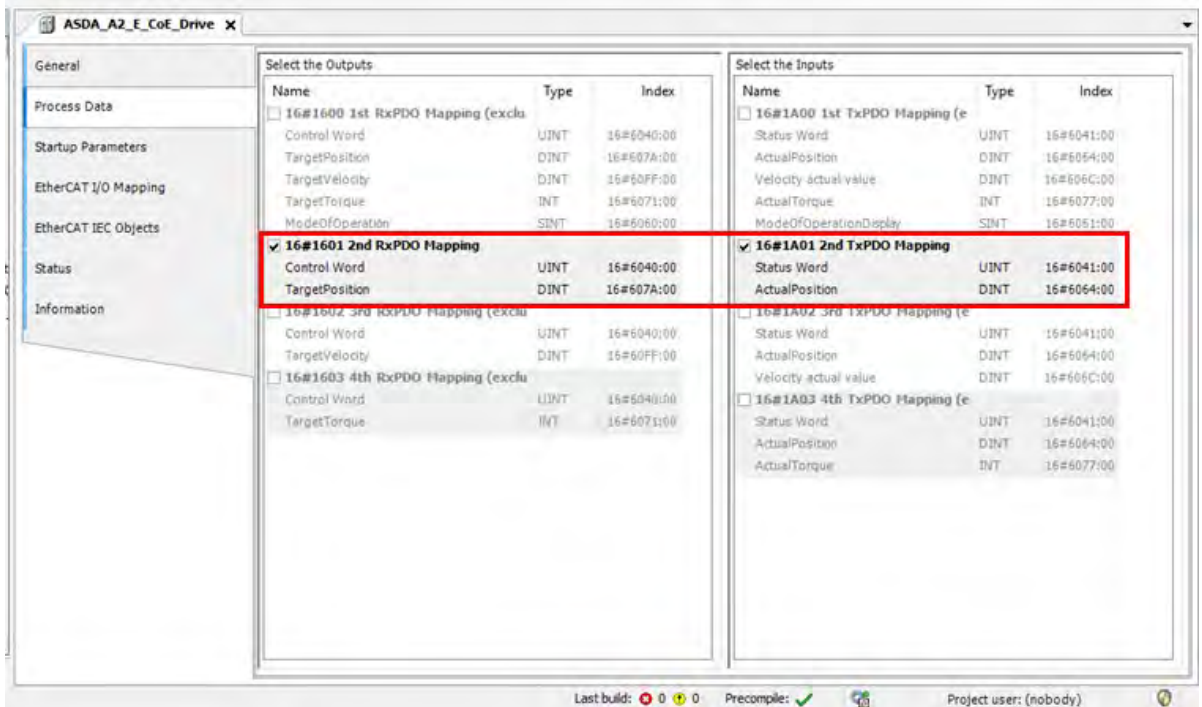 ASDA_A2_E_CoE_Drive X
General
Process Data
Startup Parameters
EtherCAT I/O Mapping
EtherCAT IEC Objects
Status
Information
Select the Outputs
Name Type Index
16#1600 1st RxPDO Mapping (exclu
Control Word UINT 16#6040:00
TargetPosition DINT 16#607A:00
TargetVelocity DINT 16#60FF:00
TargetTorque INT 16#6071:00
ModeOfOperation SINT 16#6060:00
16#1601 2nd RxPDO Mapping
Control Word UINT 16#6040:00
TargetPosition DINT 16#607A:00
16#1602 3rd RxPDO Mapping (exclu
Control Word UINT 16#6040:00
TargetVelocity DINT 16#60FF:00
16#1603 4th RxPDO Mapping (exclu
Control Word UINT 16#6040:00
TargetTorque INT 16#6071:00
Select the Inputs
Name Type Index
16#1A00 1st TxPDO Mapping (e
Status Word UINT 16#6041:00
ActualPosition DINT 16#6064:00
Velocity actual value DINT 16#606C:00
ActualTorque INT 16#6077:00
ModeOfOperationDisplay SINT 16#6061:00
16#1A01 2nd TxPDO Mapping
Status Word UINT 16#6041:00
ActualPosition DINT 16#6064:00
16#1A02 3rd TxPDO Mapping (e
Status Word UINT 16#6041:00
ActualPosition DINT 16#6064:00
Velocity actual value DINT 16#606C:00
16#1A03 4th TxPDO Mapping (e
Status Word UINT 16#6041:00
ActualPosition DINT 16#6064:00
ActualTorque INT 16#6077:00
Last build: 0 0 Precompile: Project user: (nobody)